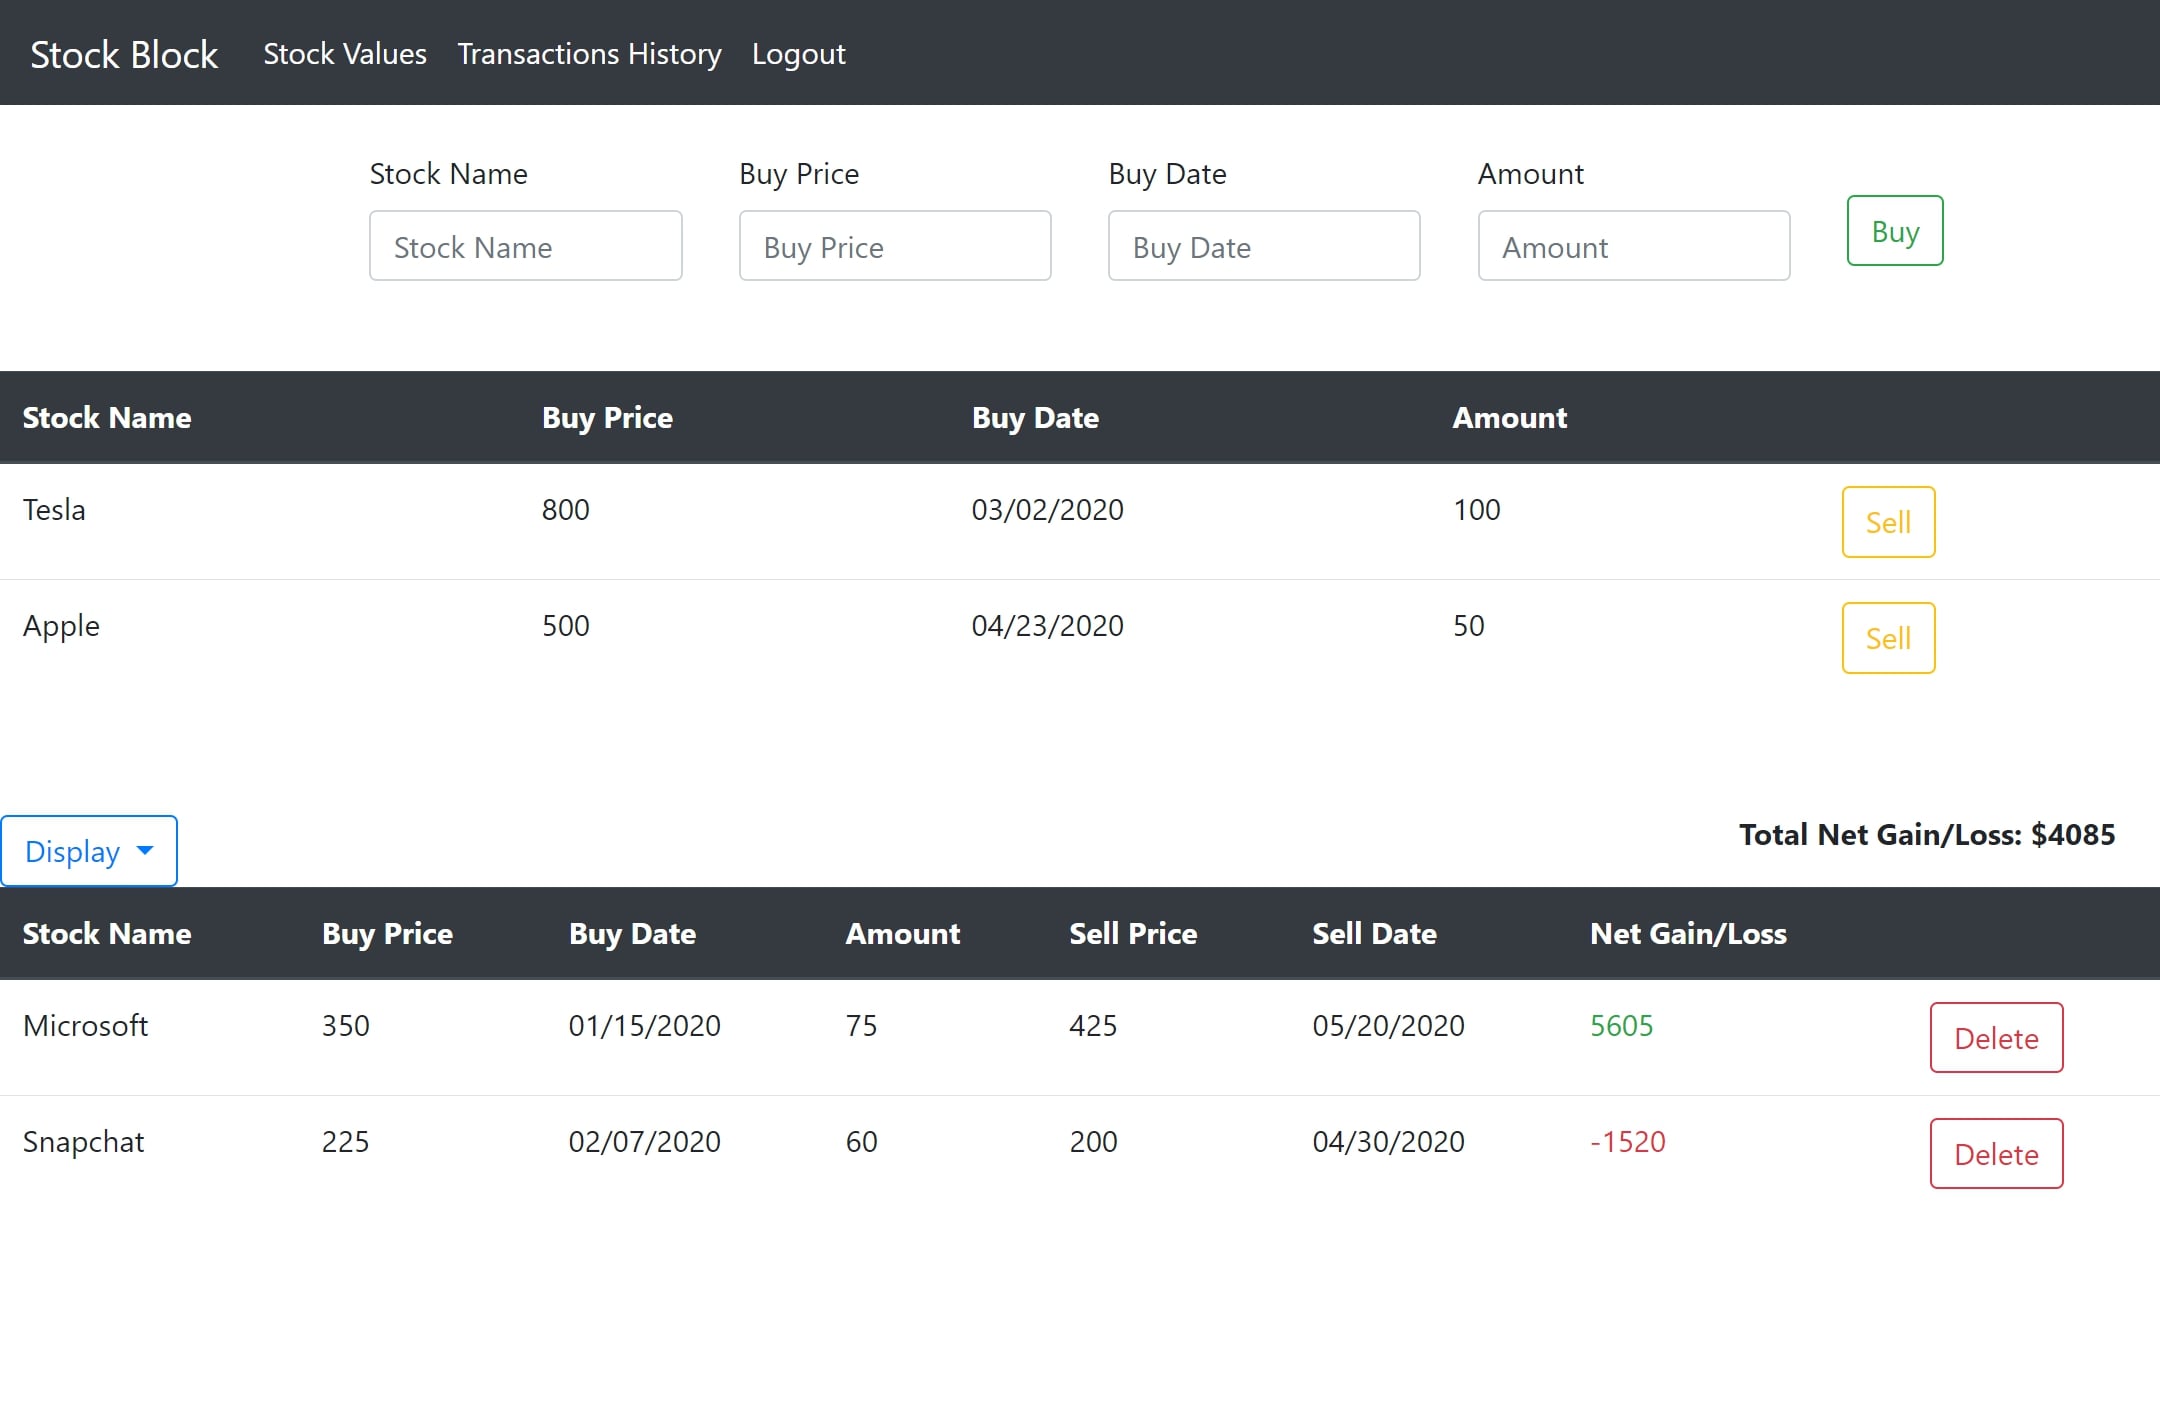 Stock Block Stock Values Transactions History Logout
Stock Name Buy Price Buy Date Amount
Stock Name Buy Price Buy Date Amount Buy
Stock Name Buy Price Buy Date Amount
Tesla 800 03/02/2020 100 Sell
Apple 500 04/23/2020 50 Sell
Display Total Net Gain/Loss: $4085
Stock Name Buy Price Buy Date Amount Sell Price Sell Date Net Gain/Loss
Microsoft 350 01/15/2020 75 425 05/20/2020 5605 Delete
Snapchat 225 02/07/2020 60 200 04/30/2020 -1520 Delete